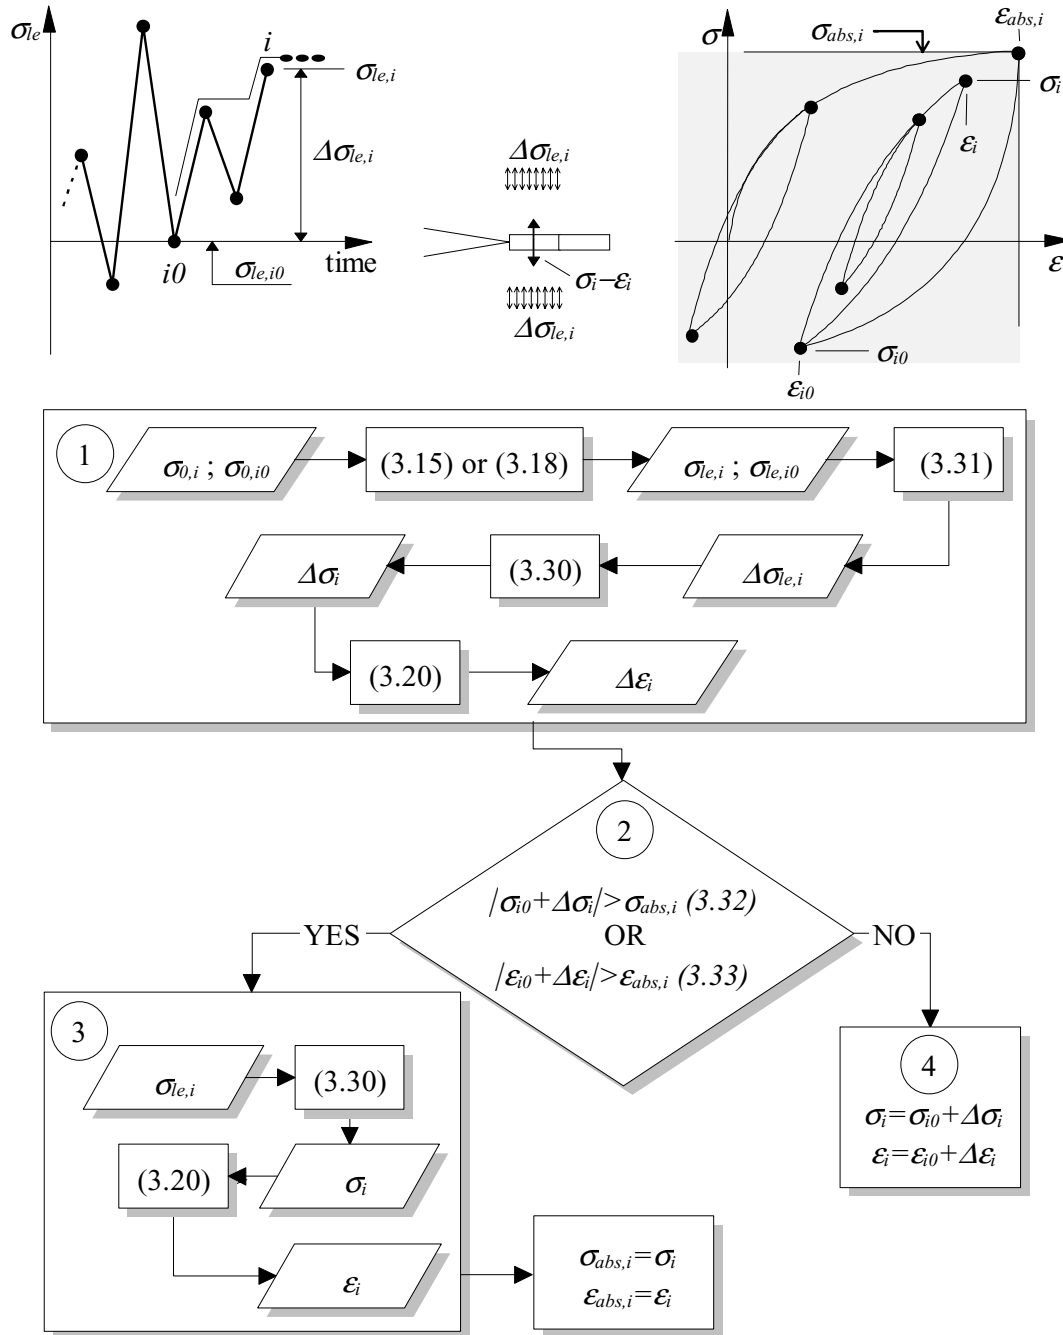 σle
i
σle,i
Δσle,i
i0
σle,i0
time
Δσle,i
σi–εi
Δσle,i
σ
σabs,i
εabs,i
σi
εi
ε
σi0
εi0
1
σ0,i ; σ0,i0
(3.15) or (3.18)
σle,i ; σle,i0
(3.31)
Δσi
(3.30)
Δσle,i
(3.20)
Δεi
2
|σi0+Δσi|>σabs,i (3.32)
OR
|εi0+Δεi|>εabs,i (3.33)
YES
NO
3
σle,i
(3.30)
(3.20)
σi
εi
σabs,i=σi
εabs,i=εi
4
σi=σi0+Δσi
εi=εi0+Δεi